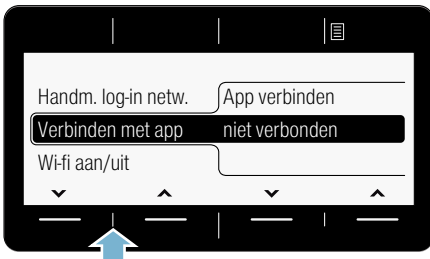 Handm. log-in netw. App verbinden
Verbinden met app niet verbonden
Wi-fi aan/uit